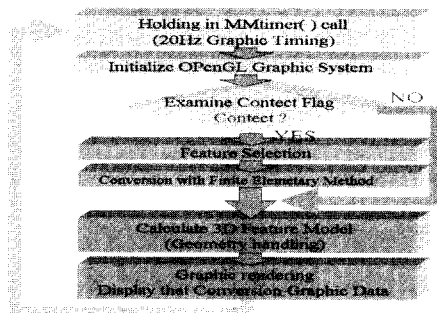 Holding in MMtimer( ) call
(20Hz Graphic Timing)
Initialize OPenGL Graphic System
Examine Contect Flag
Contect ?
NO
YES
Feature Selection
Conversion with Finite Elemetary Method
Calculate 3D Feature Model
(Geometry handling)
Graphic rendering
Display that Conversion Graphic Data